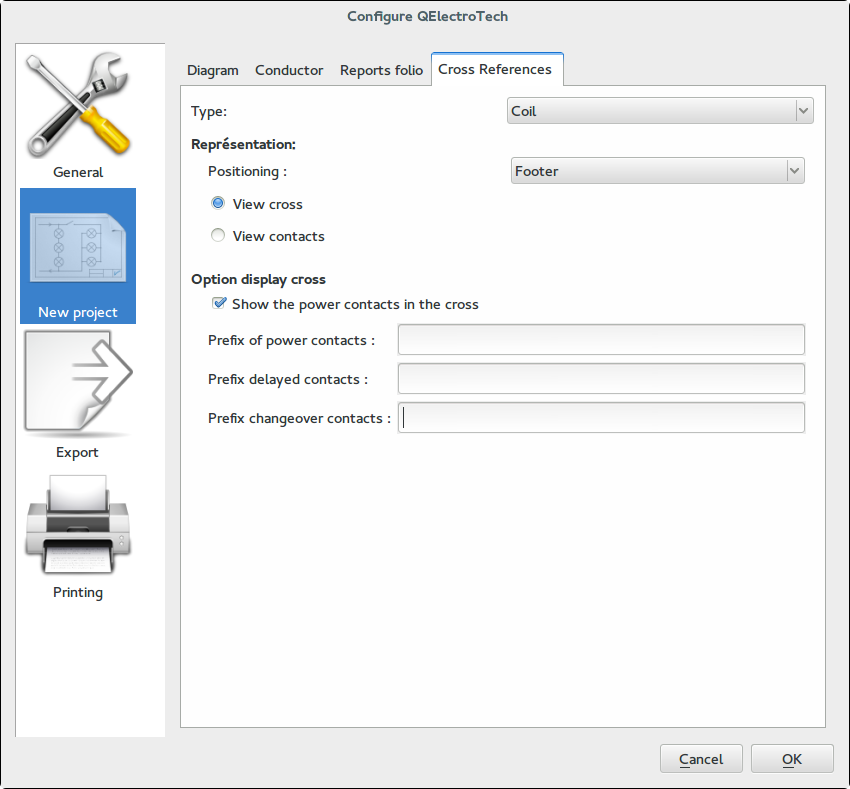 Configure QElectroTech
General
New project
Export
Printing
Diagram Conductor Reports folio Cross References
Type: Coil
Représentation:
Positioning : Footer
View cross
View contacts
Option display cross
Show the power contacts in the cross
Prefix of power contacts :
Prefix delayed contacts :
Prefix changeover contacts :
Cancel OK